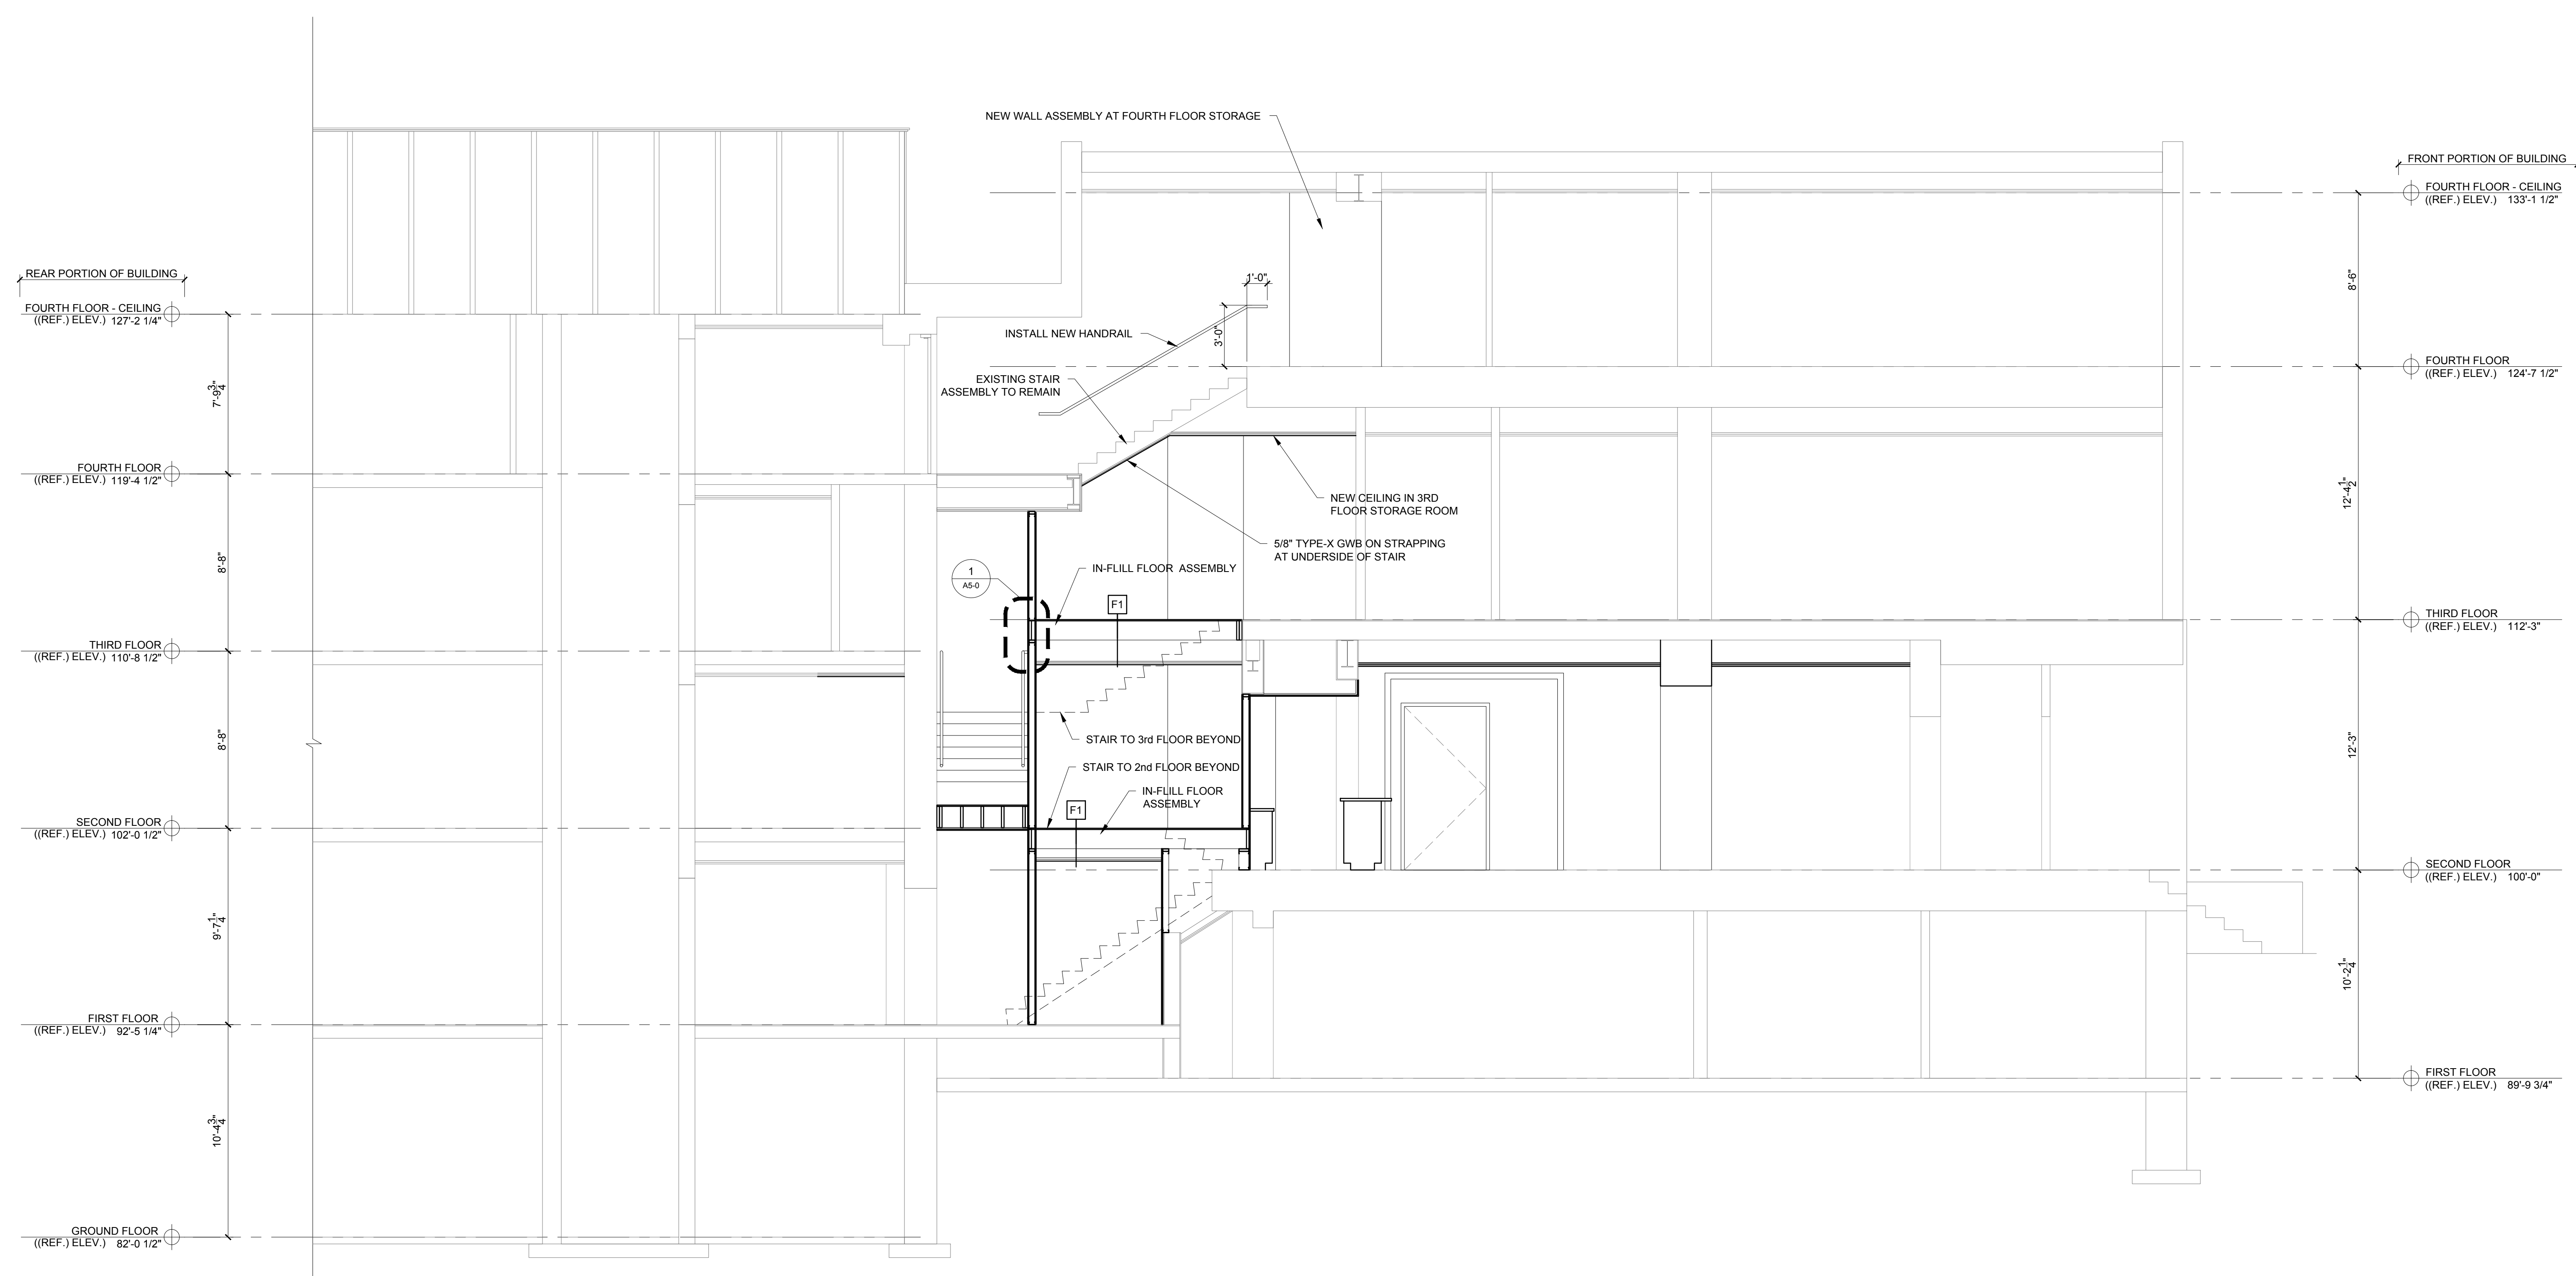 NEW WALL ASSEMBLY AT FOURTH FLOOR STORAGE
FRONT PORTION OF BUILDING
FOURTH FLOOR - CEILING
((REF.) ELEV.) 133'-1 1/2"
8'-6"
REAR PORTION OF BUILDING
FOURTH FLOOR - CEILING
((REF.) ELEV.) 127'-2 1/4"
1'-0"
3'-0"
INSTALL NEW HANDRAIL
EXISTING STAIR
ASSEMBLY TO REMAIN
FOURTH FLOOR
((REF.) ELEV.) 124'-7 1/2"
7'-9 3/4"
FOURTH FLOOR
((REF.) ELEV.) 119'-4 1/2"
NEW CEILING IN 3RD
FLOOR STORAGE ROOM
12'-4 1/2"
5/8" TYPE-X GWB ON STRAPPING
AT UNDERSIDE OF STAIR
8'-8"
1
A5-0
IN-FLILL FLOOR ASSEMBLY
F1
THIRD FLOOR
((REF.) ELEV.) 112'-3"
THIRD FLOOR
((REF.) ELEV.) 110'-8 1/2"
8'-8"
STAIR TO 3rd FLOOR BEYOND
12'-3"
STAIR TO 2nd FLOOR BEYOND
IN-FLILL FLOOR
ASSEMBLY
F1
SECOND FLOOR
((REF.) ELEV.) 102'-0 1/2"
SECOND FLOOR
((REF.) ELEV.) 100'-0"
9'-7 1/4"
10'-2 1/4"
FIRST FLOOR
((REF.) ELEV.) 92'-5 1/4"
FIRST FLOOR
((REF.) ELEV.) 89'-9 3/4"
10'-4 3/4"
GROUND FLOOR
((REF.) ELEV.) 82'-0 1/2"